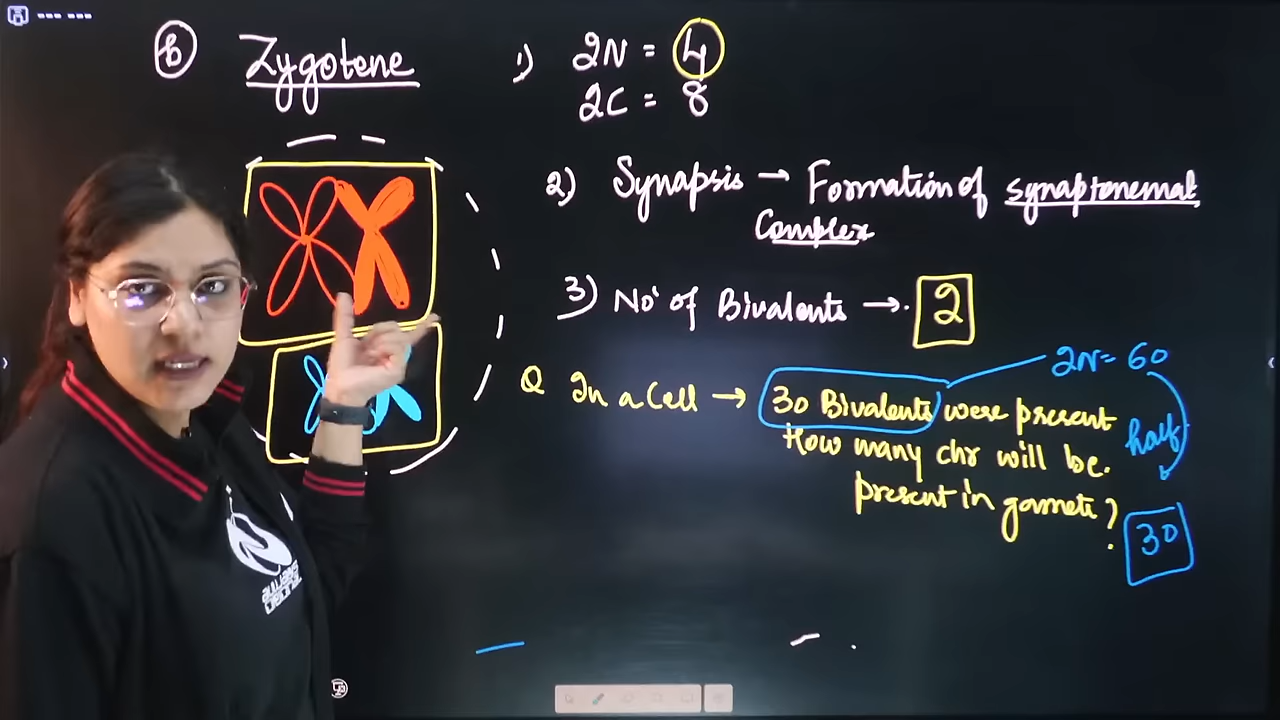 b Zygotene
1) 2N = 4
2C = 8
2) Synapsis → Formation of synaptonemal
Complex
3) No' of Bivalents → 2
2N = 60
Q In a Cell → 30 Bivalents were present
half
How many chr will be.
present in gamete?
30